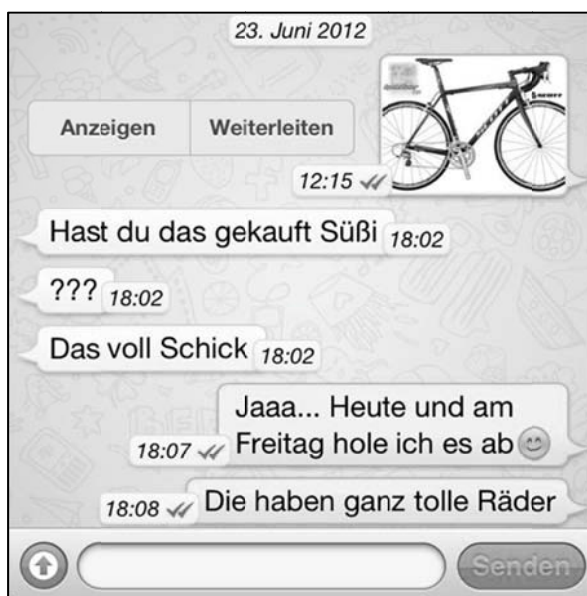 23. Juni 2012
Anzeigen
Weiterleiten
SCOTT
SCOTT
12:15
Hast du das gekauft Süßi 18:02
??? 18:02
Das voll Schick 18:02
Jaaa... Heute und am
18:07 Freitag hole ich es ab
18:08 Die haben ganz tolle Räder
Senden